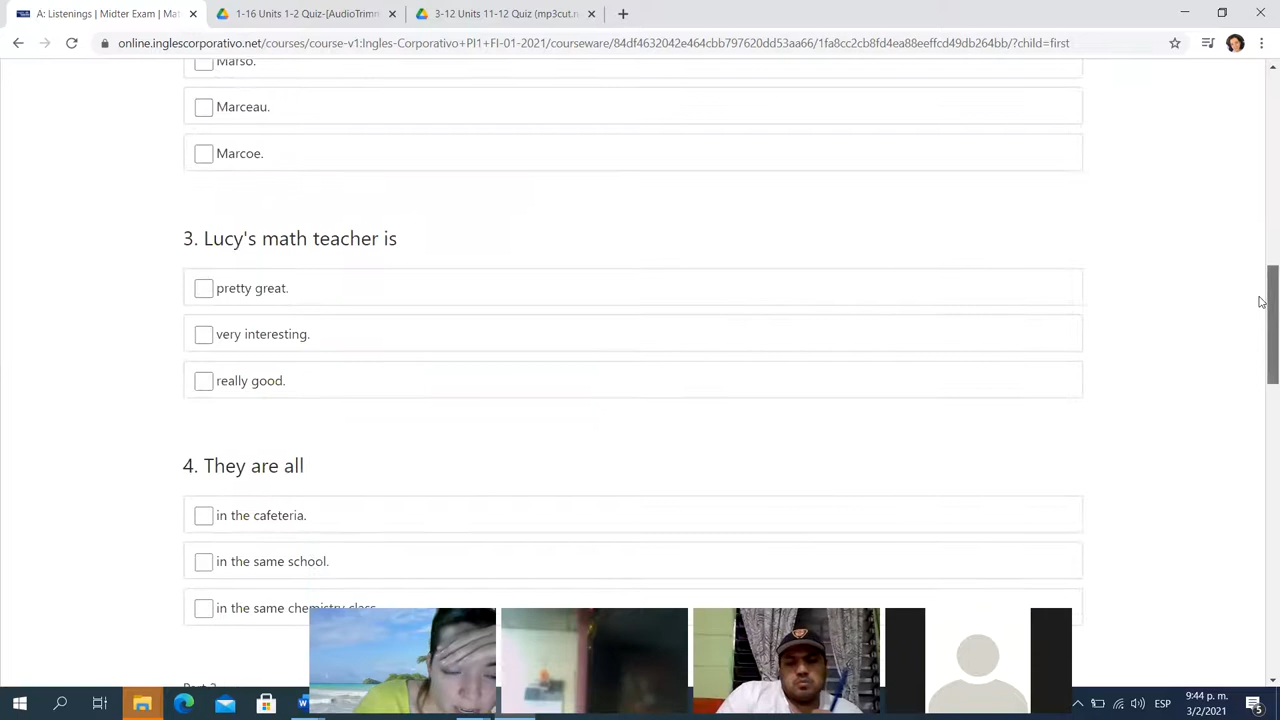 A: Listenings | Midter Exam | Mat
1-16 Units 1-2 Quiz-[AudioTrimm
3-12 Units 11-12 Quiz (mp3cut.n
online.inglescorporativo.net/courses/course-v1:Ingles-Corporativo+PI1+FI-01-2021/courseware/84df4632042e464cbb797620dd53aa66/1fa8cc2cb8fd4ea88eeffcd49db264bb/?child=first
Marso.
Marceau.
Marcoe.
3. Lucy's math teacher is
pretty great.
very interesting.
really good.
4. They are all
in the cafeteria.
in the same school.
in the same chemistry class.
ESP
9:44 p. m.
3/2/2021
5